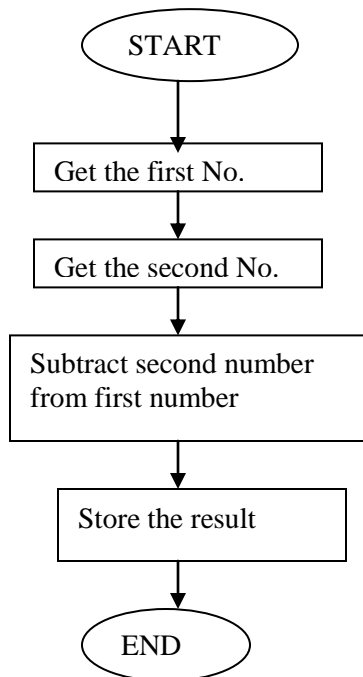 START
Get the first No.
Get the second No.
Subtract second number
from first number
Store the result
END